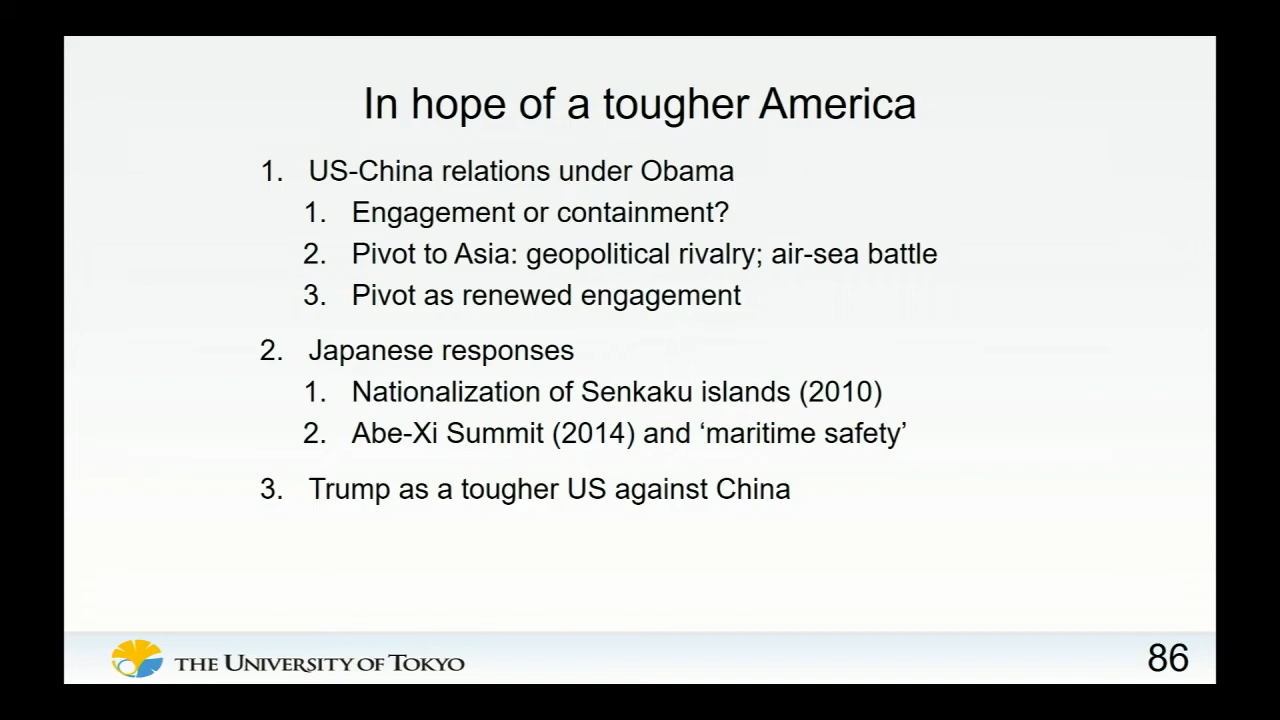 In hope of a tougher America
1. US-China relations under Obama
1. Engagement or containment?
2. Pivot to Asia: geopolitical rivalry; air-sea battle
3. Pivot as renewed engagement
2. Japanese responses
1. Nationalization of Senkaku islands (2010)
2. Abe-Xi Summit (2014) and ‘maritime safety’
3. Trump as a tougher US against China
THE UNIVERSITY OF TOKYO
86